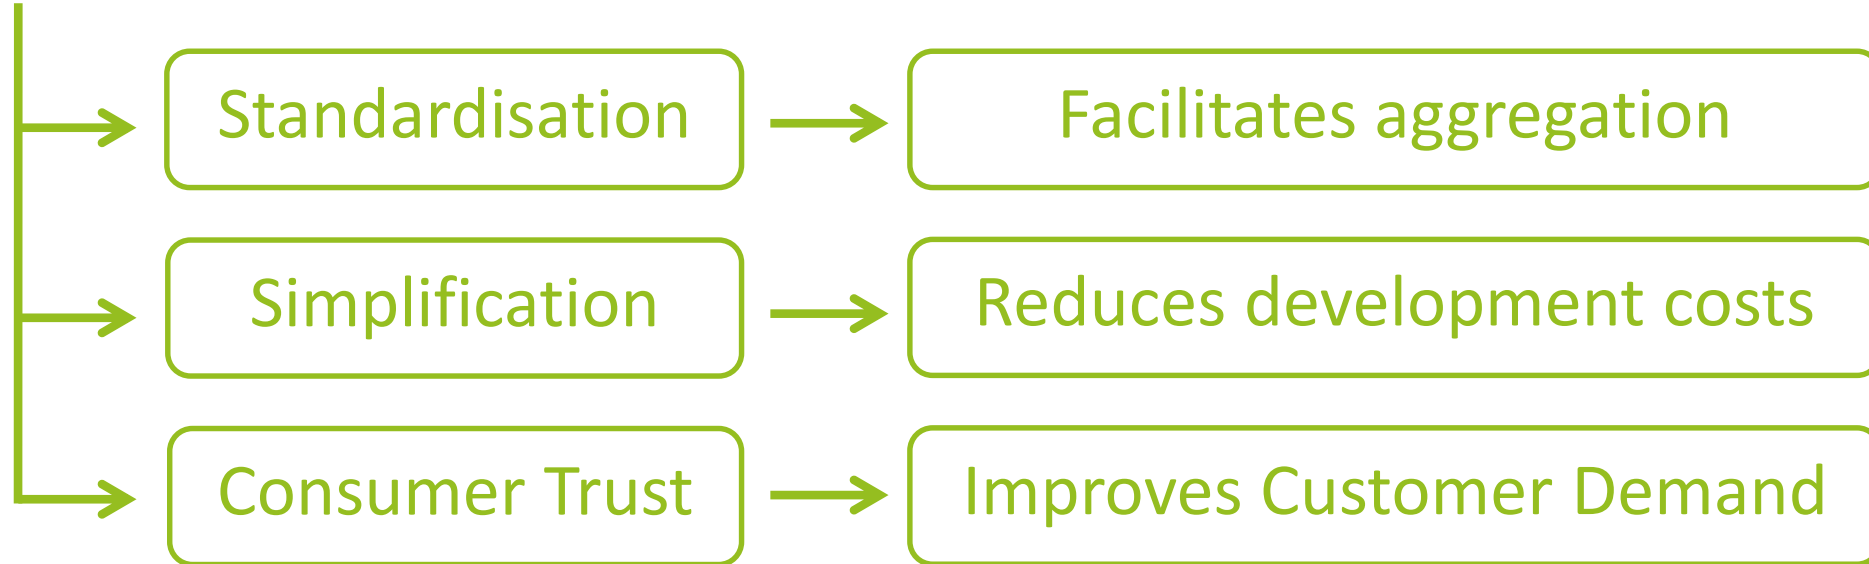 Standardisation
Facilitates aggregation
Simplification
Reduces development costs
Consumer Trust
Improves Customer Demand